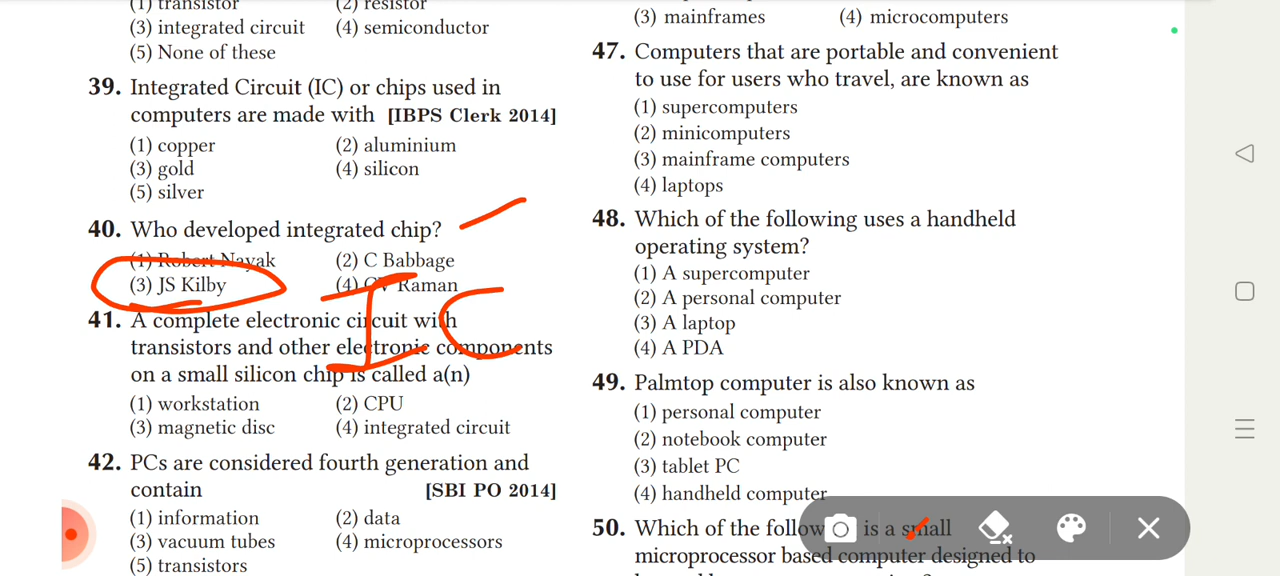 (1) transistor (2) resistor
(3) integrated circuit (4) semiconductor
(5) None of these
39. Integrated Circuit (IC) or chips used in
computers are made with [IBPS Clerk 2014]
(1) copper (2) aluminium
(3) gold (4) silicon
(5) silver
40. Who developed integrated chip?
(1) Robert Nayak (2) C Babbage
(3) JS Kilby (4) CV Raman
IC
41. A complete electronic circuit with
transistors and other electronic components
on a small silicon chip is called a(n)
(1) workstation (2) CPU
(3) magnetic disc (4) integrated circuit
42. PCs are considered fourth generation and
contain [SBI PO 2014]
(1) information (2) data
(3) vacuum tubes (4) microprocessors
(5) transistors
(3) mainframes (4) microcomputers
47. Computers that are portable and convenient
to use for users who travel, are known as
(1) supercomputers
(2) minicomputers
(3) mainframe computers
(4) laptops
48. Which of the following uses a handheld
operating system?
(1) A supercomputer
(2) A personal computer
(3) A laptop
(4) A PDA
49. Palmtop computer is also known as
(1) personal computer
(2) notebook computer
(3) tablet PC
(4) handheld computer
50. Which of the follow is a small
microprocessor based computer designed to